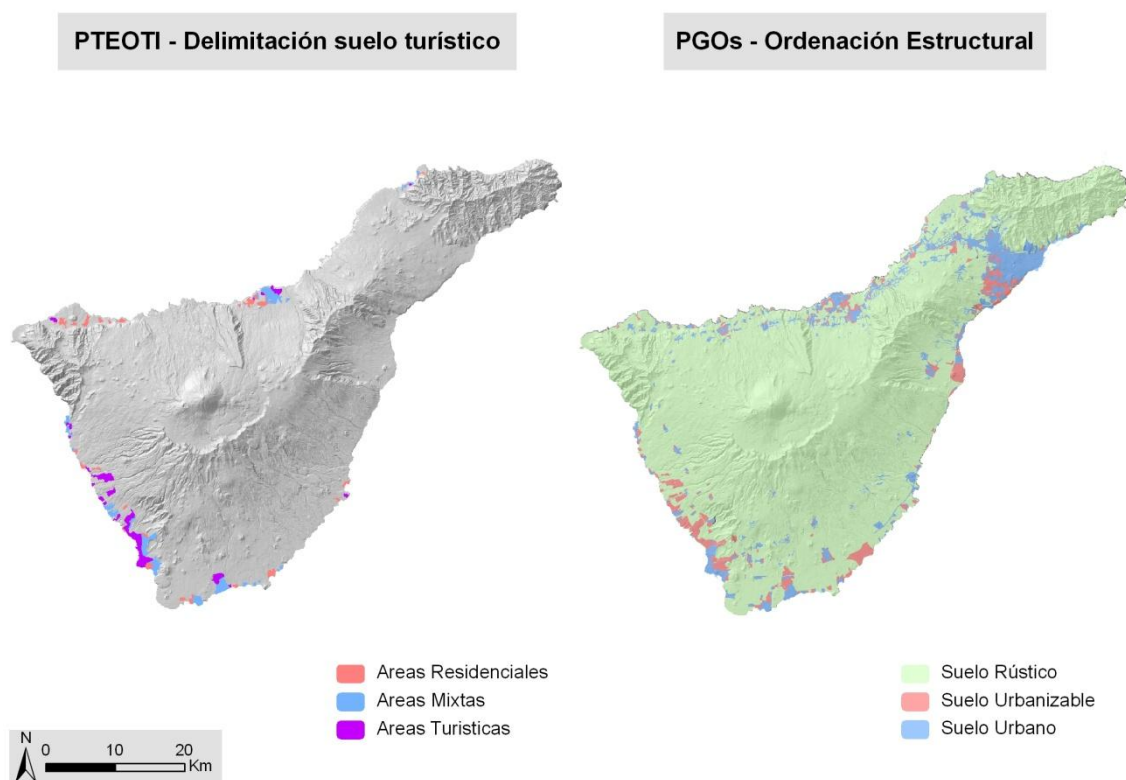 PTEOTI - Delimitación suelo turístico
PGOs - Ordenación Estructural
Areas Residenciales
Areas Mixtas
Areas Turisticas
Suelo Rústico
Suelo Urbanizable
Suelo Urbano
N
0 10 20
Km